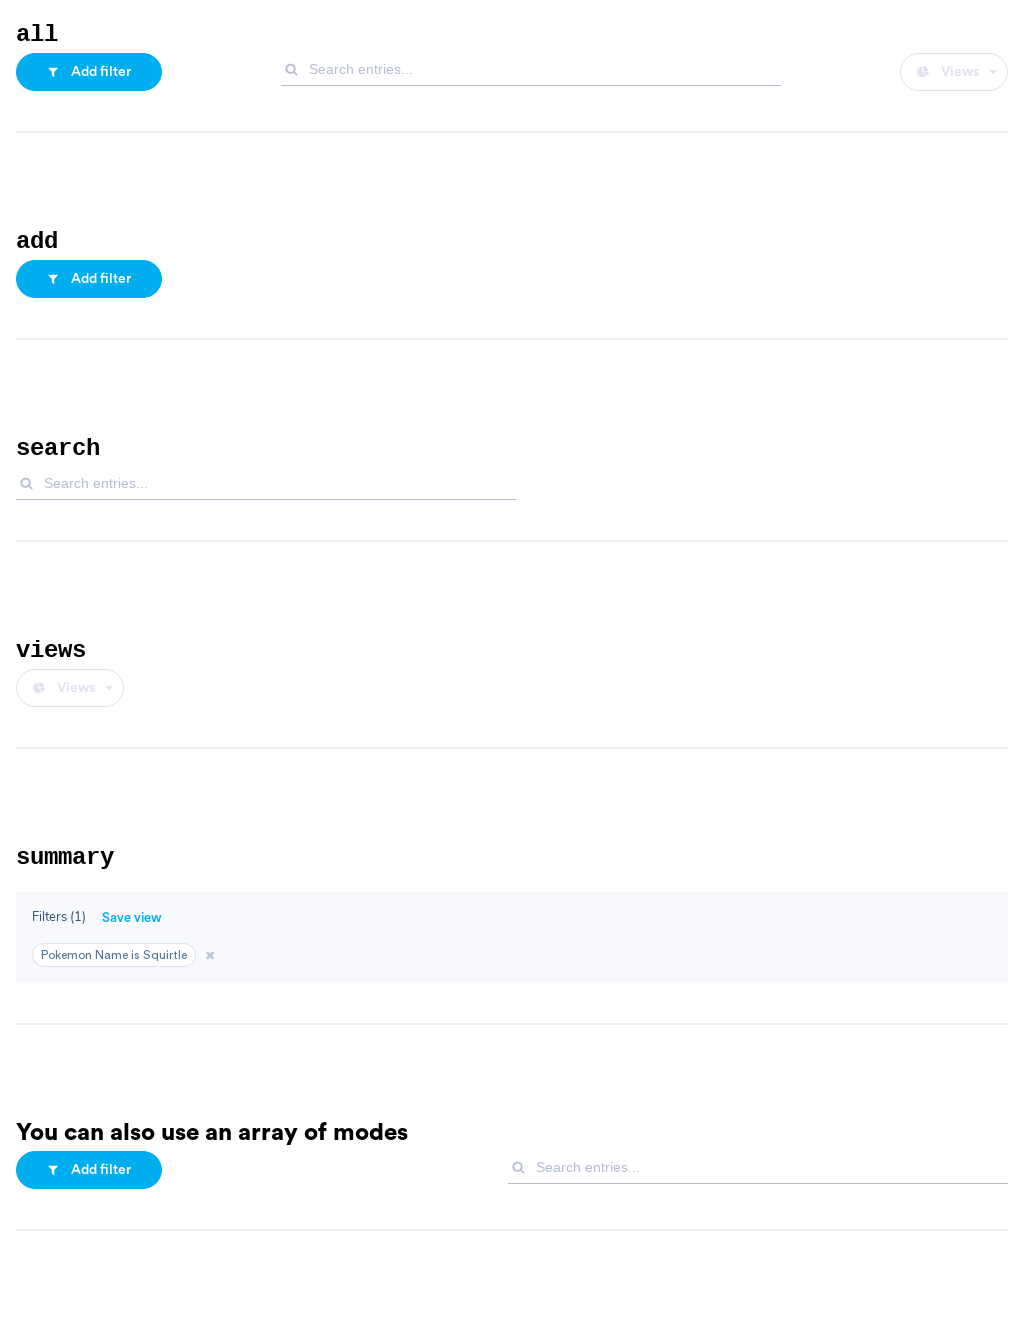 all
Add filter
Search entries...
Views
add
Add filter
search
Search entries...
views
Views
summary
Filters (1) Save view
Pokemon Name is Squirtle
You can also use an array of modes
Add filter
Search entries...